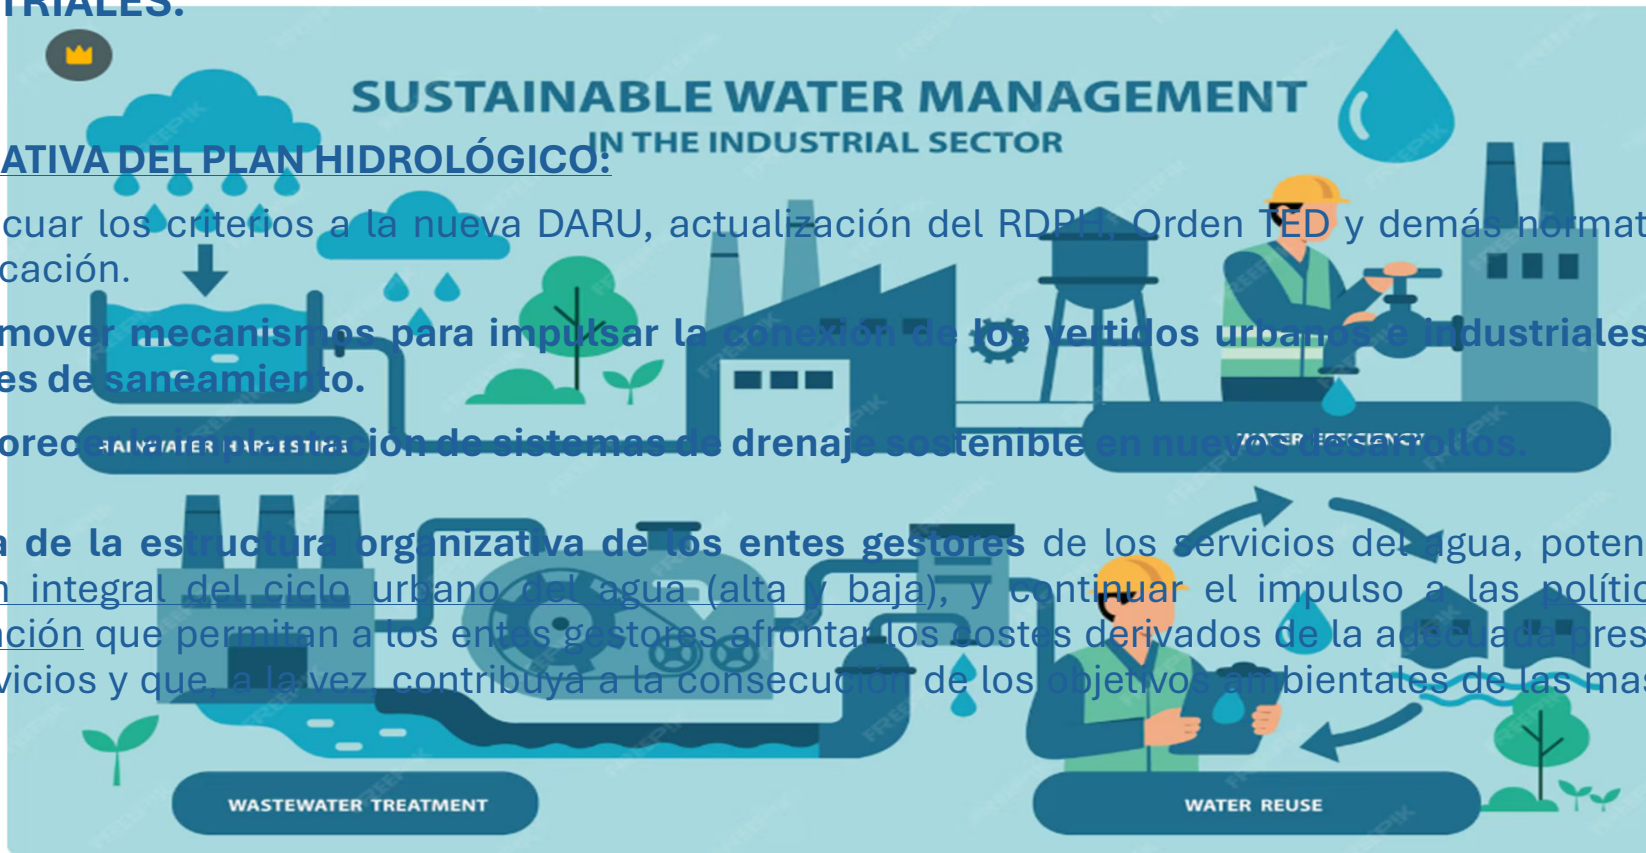 TRIALES.
SUSTAINABLE WATER MANAGEMENT
IN THE INDUSTRIAL SECTOR
ATIVA DEL PLAN HIDROLÓGICO:
cuar los criterios a la nueva DARU, actualización del RDPH, Orden TED y demás normat
cación.
mover mecanismos para impulsar la conexión de los vertidos urbanos e industriales
es de saneamiento.
RAINWATER HARVESTING
WATER EFFICIENCY
orecer la implantación de sistemas de drenaje sostenible en nuevos desarrollos.
a de la estructura organizativa de los entes gestores de los servicios del agua, poten
n integral del ciclo urbano del agua (alta y baja), y continuar el impulso a las polític
ación que permitan a los entes gestores afrontar los costes derivados de la adecuada pres
vicios y que, a la vez, contribuya a la consecución de los objetivos ambientales de las mas
WASTEWATER TREATMENT
WATER REUSE